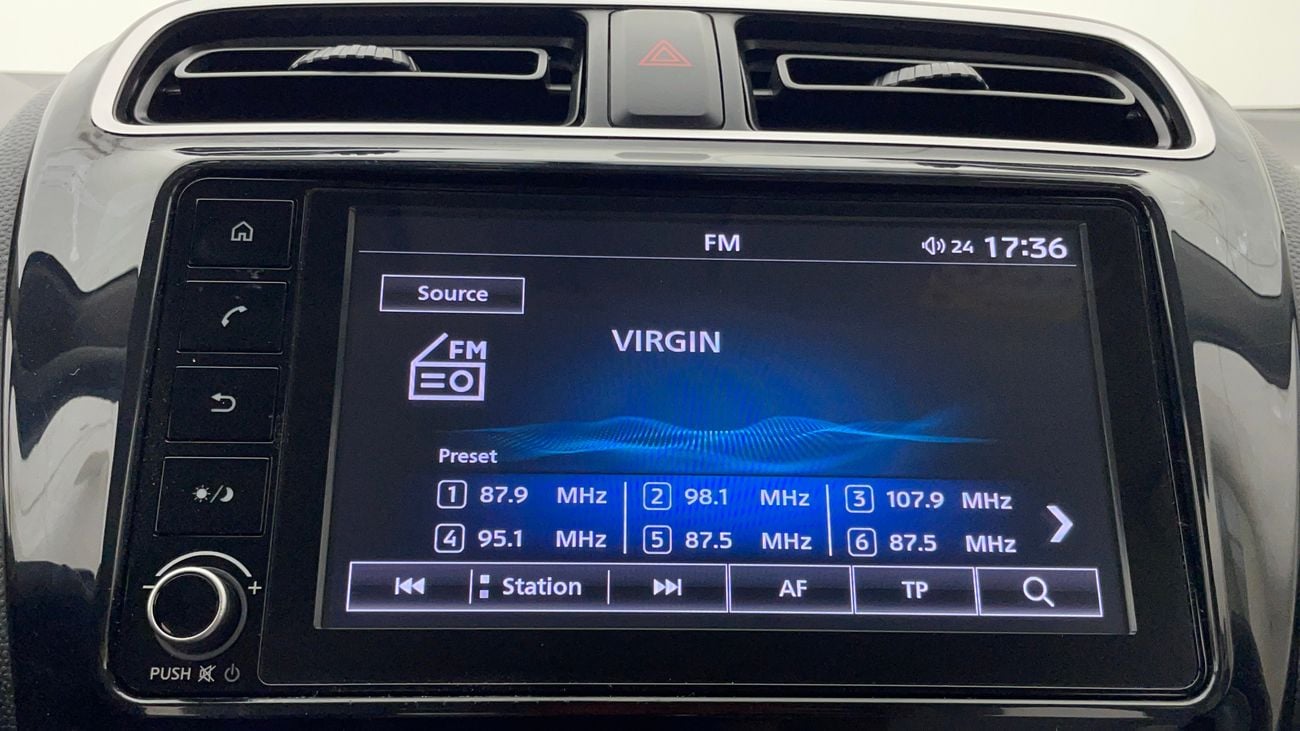 FM 24 17:36
Source
FM
VIRGIN
Preset
1 87.9 MHz 2 98.1 MHz 3 107.9 MHz
4 95.1 MHz 5 87.5 MHz 6 87.5 MHz
Station AF TP
- +
PUSH